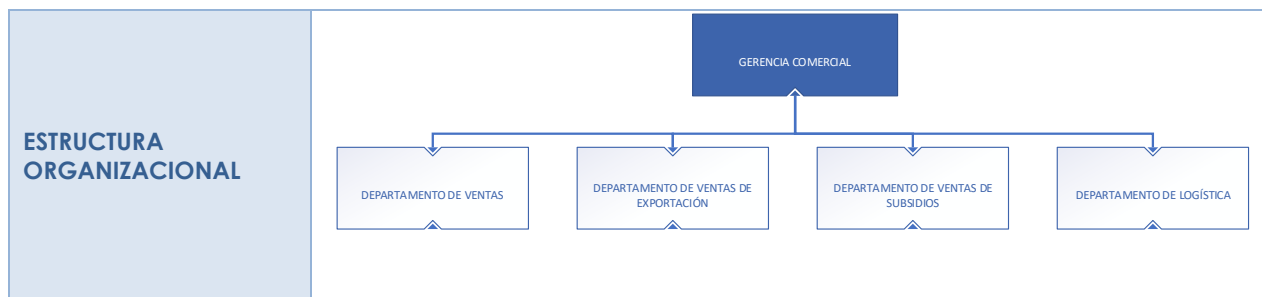 GERENCIA COMERCIAL
ESTRUCTURA
ORGANIZACIONAL
DEPARTAMENTO DE VENTAS
DEPARTAMENTO DE VENTAS DE
EXPORTACIÓN
DEPARTAMENTO DE VENTAS DE
SUBSIDIOS
DEPARTAMENTO DE LOGÍSTICA